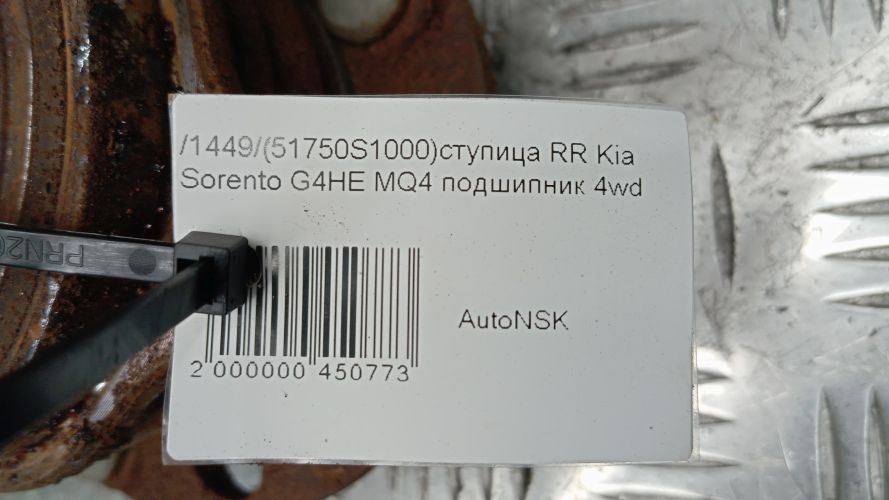 /1449/(51750S1000)ступица RR Kia
Sorento G4HE MQ4 подшипник 4wd
AutoNSK
2 000000 450773